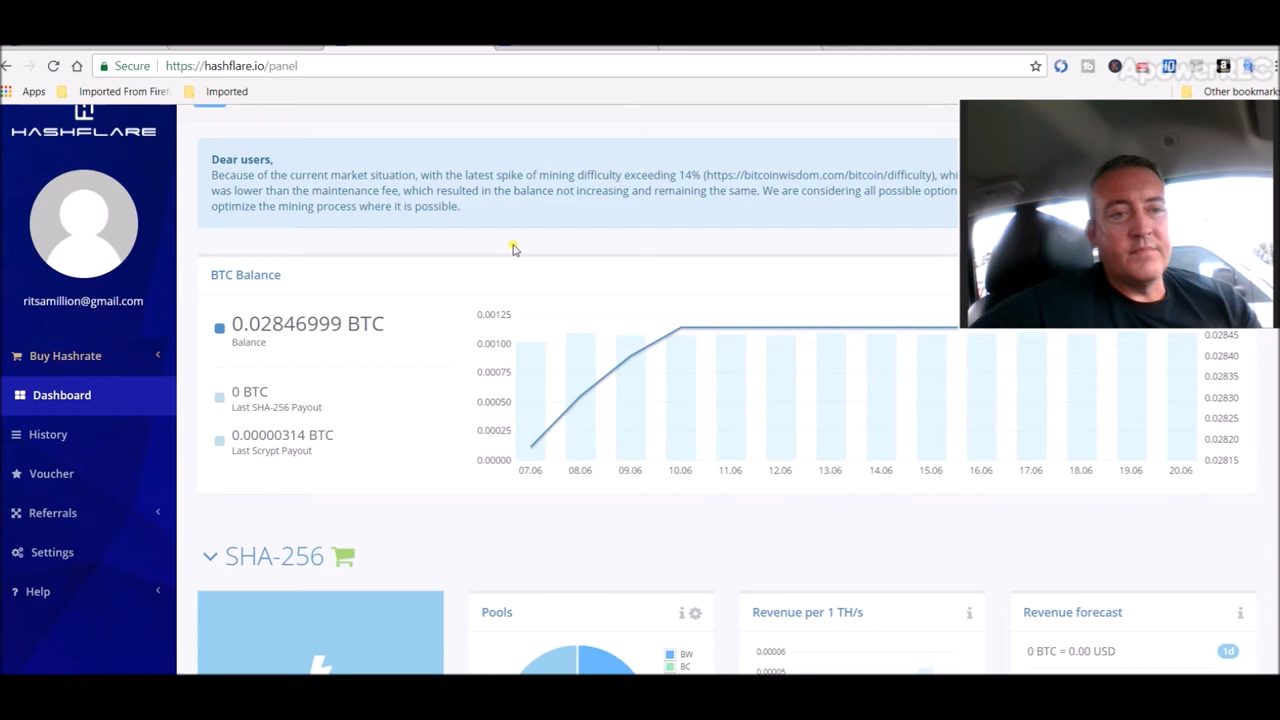 Secure https://hashflare.io/panel
ApowerREC
Apps Imported From Firef Imported Other bookmark
HASHFLARE
ritsamillion@gmail.com
Buy Hashrate
Dashboard
History
Voucher
Referrals
Settings
Help
Dear users,
Because of the current market situation, with the latest spike of mining difficulty exceeding 14% (https://bitcoinwisdom.com/bitcoin/difficulty), whi
was lower than the maintenance fee, which resulted in the balance not increasing and remaining the same. We are considering all possible option
optimize the mining process where it is possible.
BTC Balance
0.02846999 BTC
Balance
0 BTC
Last SHA-256 Payout
0.00000314 BTC
Last Scrypt Payout
0.00125
0.00100
0.00075
0.00050
0.00025
0.00000
07.06 08.06 09.06 10.06 11.06 12.06 13.06 14.06 15.06 16.06 17.06 18.06 19.06 20.06
0.02845
0.02840
0.02835
0.02830
0.02825
0.02820
0.02815
SHA-256
Pools
BW
BC
Revenue per 1 TH/s
0.00006
0.00005
Revenue forecast
0 BTC = 0.00 USD 1d